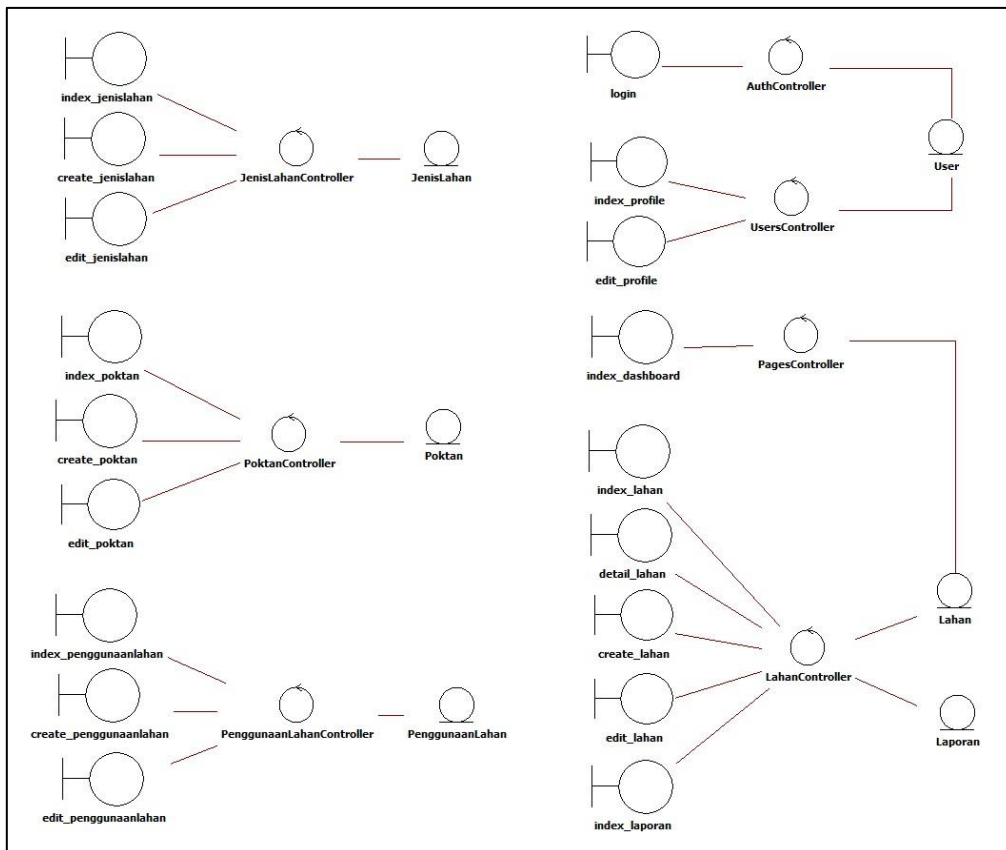 index_jenislahan
create_jenislahan
JenisLahanController
JenisLahan
edit_jenislahan
index_poktan
create_poktan
PoktanController
Poktan
edit_poktan
index_penggunaanlahan
create_penggunaanlahan
PenggunaanLahanController
PenggunaanLahan
edit_penggunaanlahan
login
AuthController
User
index_profile
UsersController
edit_profile
index_dashboard
PagesController
index_lahan
detail_lahan
create_lahan
Lahan
LahanController
edit_lahan
Laporan
index_laporan